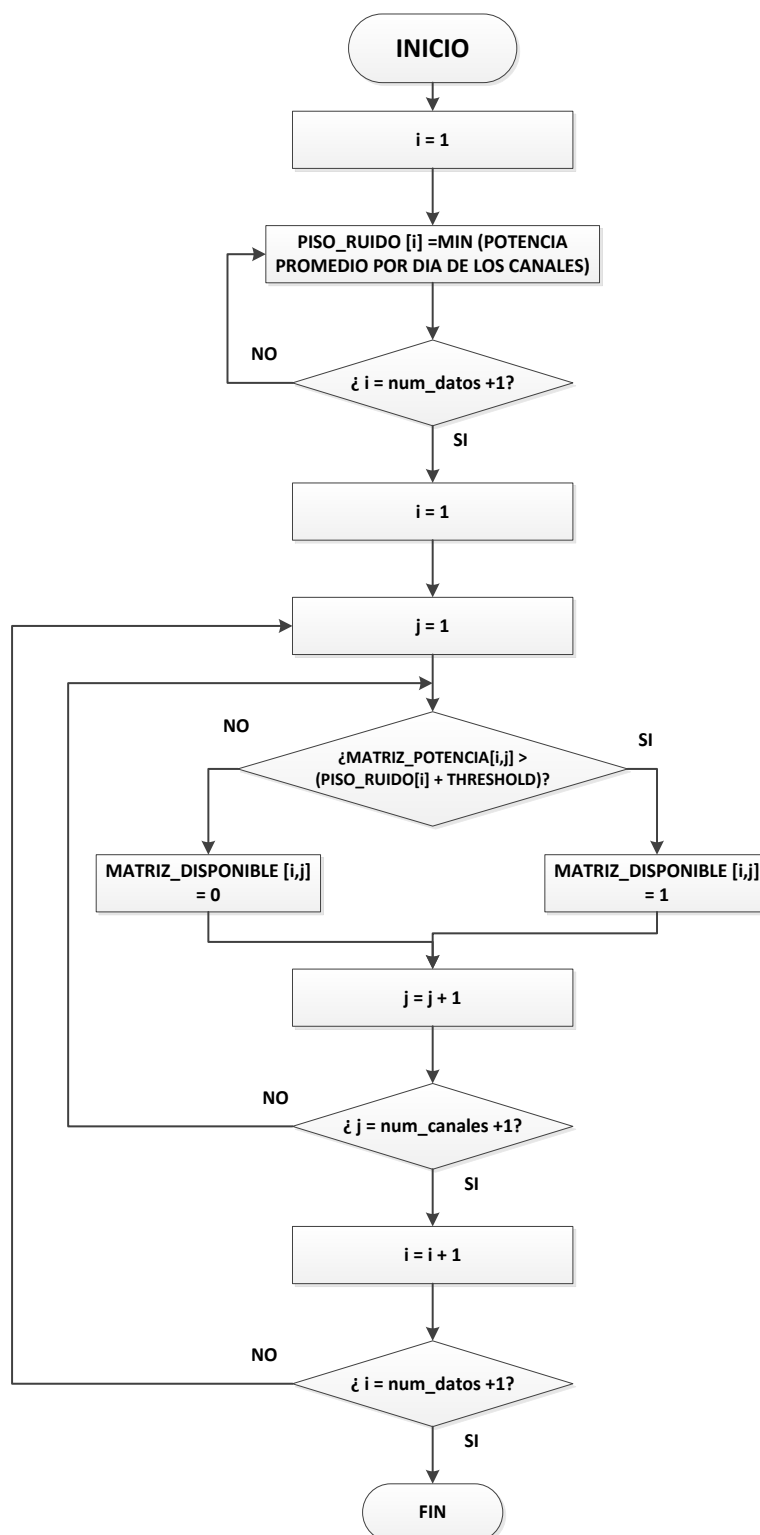 INICIO
i = 1
PISO_RUIDO [i] =MIN (POTENCIA
PROMEDIO POR DIA DE LOS CANALES)
NO
¿ i = num_datos +1?
SI
i = 1
j = 1
NO
SI
¿MATRIZ_POTENCIA[i,j] >
(PISO_RUIDO[i] + THRESHOLD)?
MATRIZ_DISPONIBLE [i,j]
= 0
MATRIZ_DISPONIBLE [i,j]
= 1
j = j + 1
NO
¿ j = num_canales +1?
SI
i = i + 1
NO
¿ i = num_datos +1?
SI
FIN